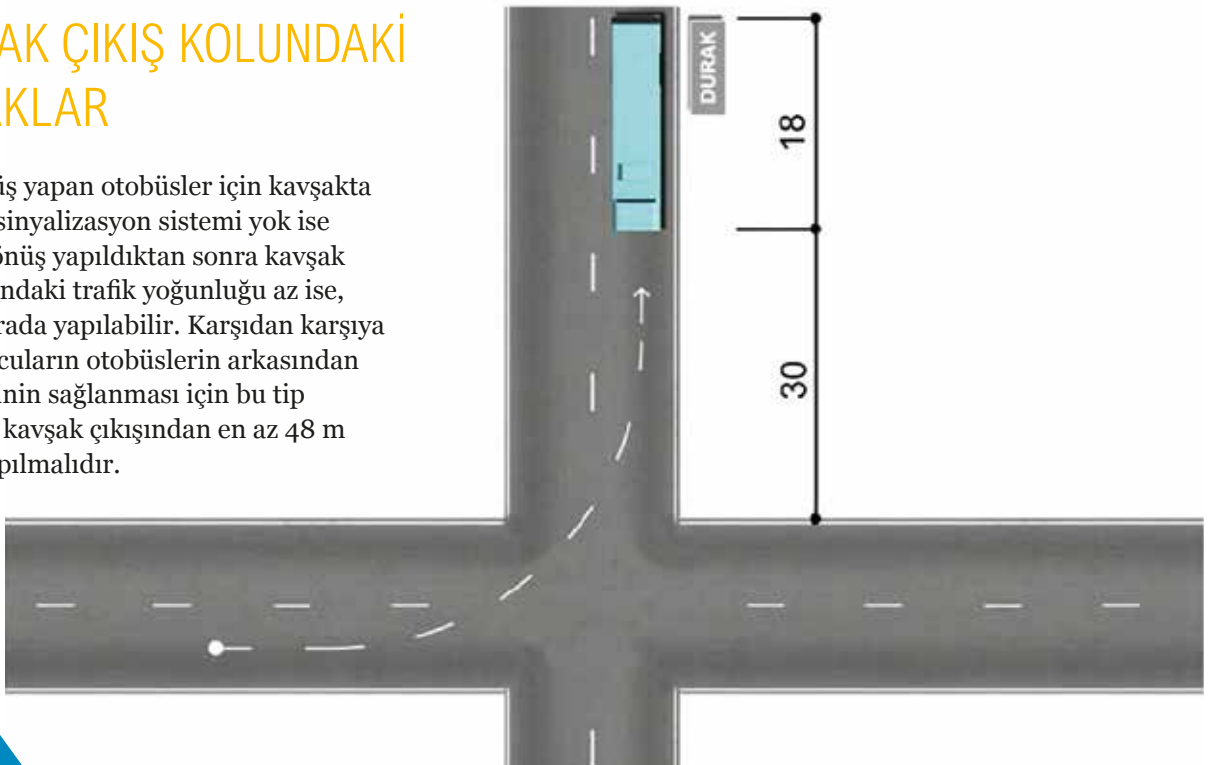 AK ÇIKIŞ KOLUNDAKİ
AKLAR
üş yapan otobüsler için kavşakta
sinyalizasyon sistemi yok ise
önüş yapıldıktan sonra kavşak
ndaki trafik yoğunluğu az ise,
rada yapılabilir. Karşıdan karşıya
cuların otobüslerin arkasından
inin sağlanması için bu tip
kavşak çıkışından en az 48 m
pılmalıdır.
DURAK
18
30